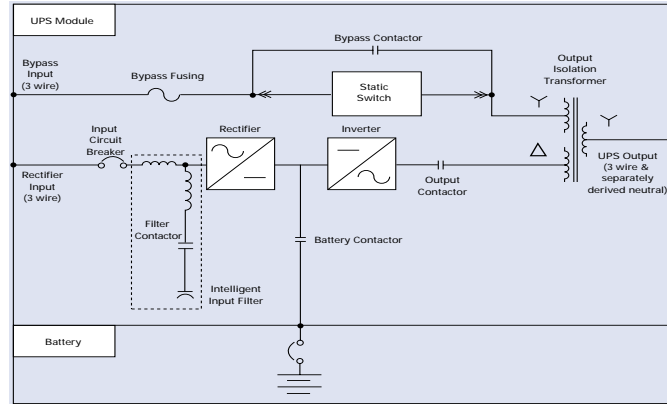 UPS Module
Bypass Contactor
Bypass
Input
(3 wire)
Bypass Fusing
Static
Switch
Output
Isolation
Transformer
Input
Circuit
Breaker
Rectifier
Inverter
Rectifier
Input
(3 wire)
Output
Contactor
UPS Output
(3 wire &
separately
derived neutral)
Filter
Contactor
Battery Contactor
Intelligent
Input Filter
Battery